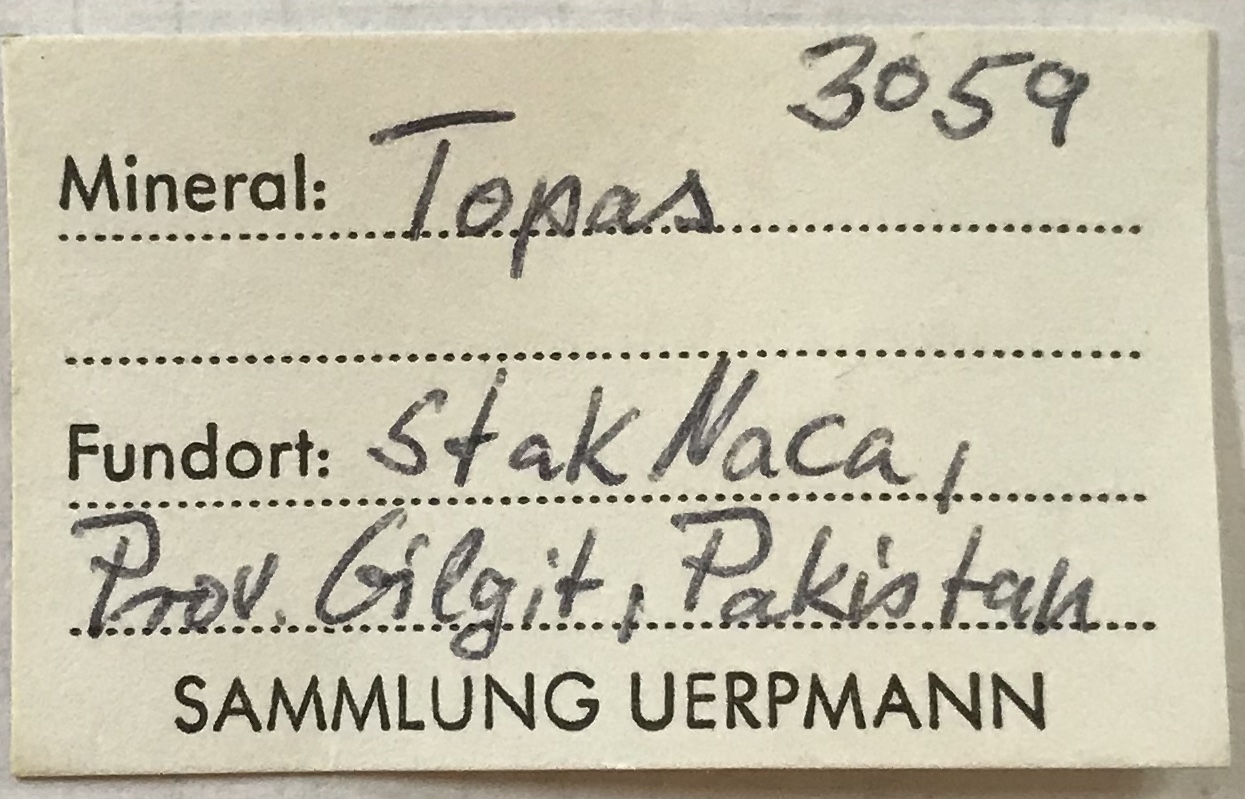 3059
Mineral: Topas
Fundort: Stak Naca,
Prov. Gilgit, Pakistan
SAMMLUNG UERPMANN